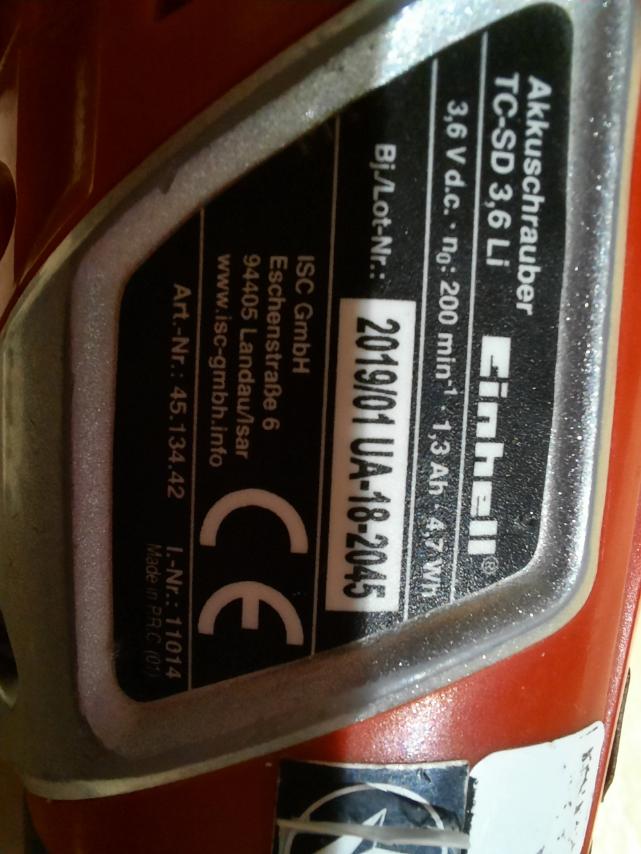 Akkuschrauber
TC-SD 3,6 Li
Einhell®
3,6 V d.c. · n₀: 200 min⁻¹ · 1,3 Ah · 4,7 Wh
Bj./Lot-Nr.: 2019/01 UA-18-2045
ISC GmbH
Eschenstraße 6
94405 Landau/Isar
www.isc-gmbh.info
CE
Art.-Nr.: 45.134.42 I.-Nr.: 11014
Made in P.R.C (01)